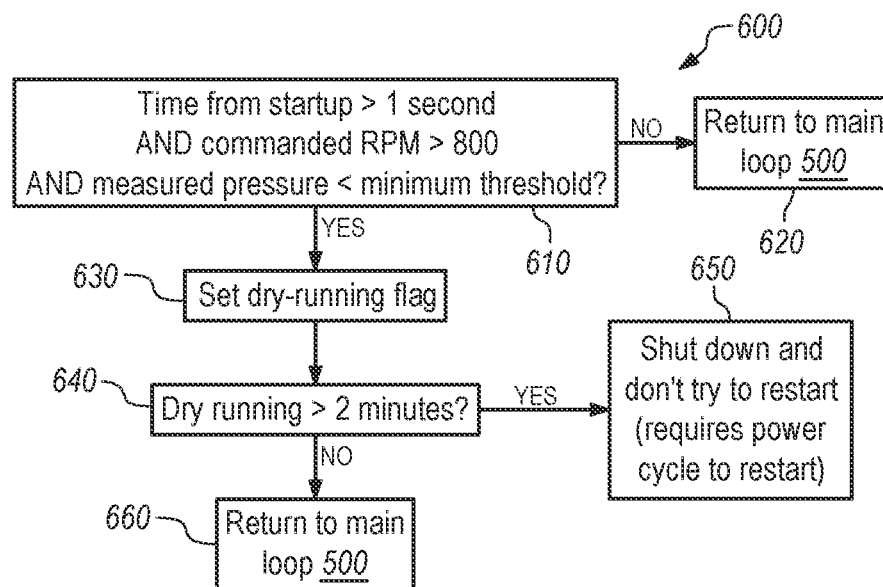 600
Time from startup > 1 second
AND commanded RPM > 800
AND measured pressure < minimum threshold?
NO
Return to main
loop 500
620
YES
610
630
Set dry-running flag
650
Shut down and
don't try to restart
(requires power
cycle to restart)
640
Dry running > 2 minutes?
YES
NO
660
Return to main
loop 500